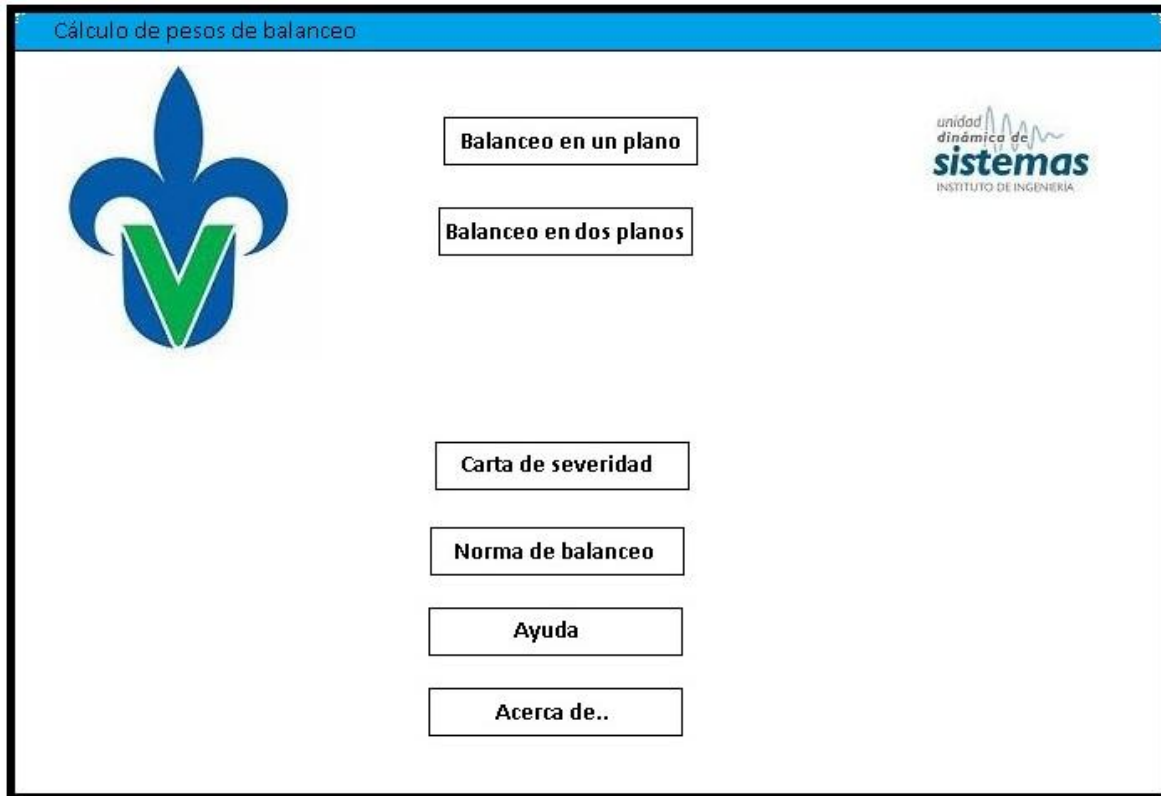 Cálculo de pesos de balanceo
Balanceo en un plano
unidad
dinámica de
sistemas
INSTITUTO DE INGENIERÍA
Balanceo en dos planos
Carta de severidad
Norma de balanceo
Ayuda
Acerca de..